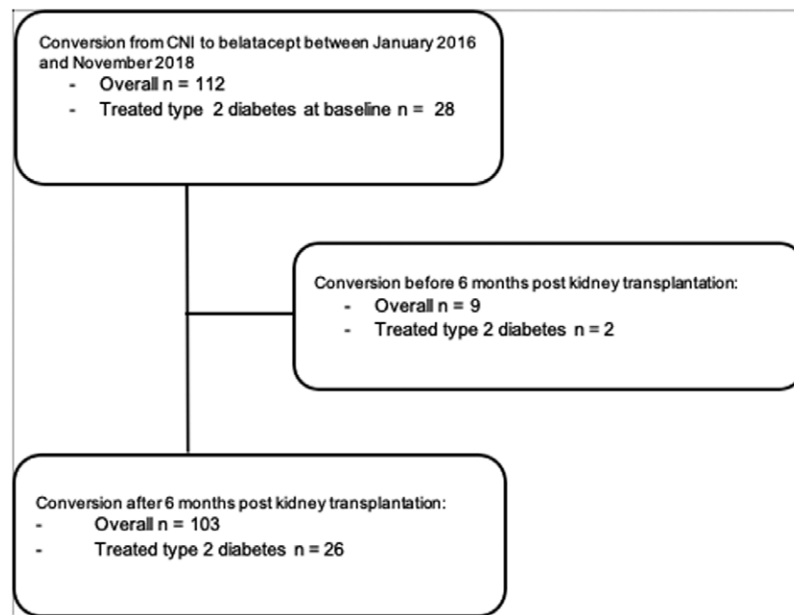 Conversion from CNI to belatacept between January 2016
and November 2018
- Overall n = 112
- Treated type 2 diabetes at baseline n = 28
Conversion before 6 months post kidney transplantation:
- Overall n = 9
- Treated type 2 diabetes n = 2
Conversion after 6 months post kidney transplantation:
- Overall n = 103
- Treated type 2 diabetes n = 26